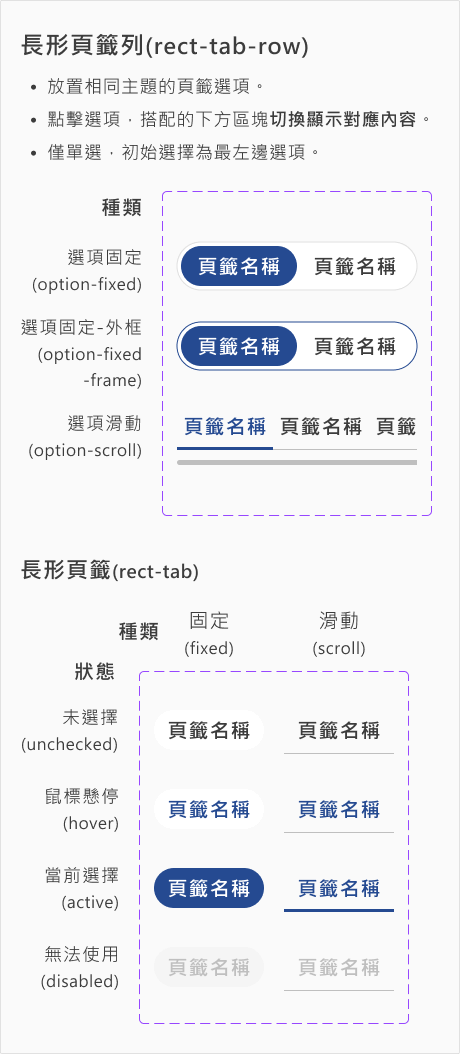 長形頁籤列(rect-tab-row)
• 放置相同主題的頁籤選項。
• 點擊選項，搭配的下方區塊切換顯示對應內容。
• 僅單選，初始選擇為最左邊選項。
種類
選項固定
(option-fixed)
頁籤名稱 頁籤名稱
選項固定-外框
(option-fixed
-frame)
頁籤名稱 頁籤名稱
選項滑動
(option-scroll)
頁籤名稱 頁籤名稱 頁籤
長形頁籤(rect-tab)
種類
固定
(fixed)
滑動
(scroll)
狀態
未選擇
(unchecked)
頁籤名稱 頁籤名稱
鼠標懸停
(hover)
頁籤名稱 頁籤名稱
當前選擇
(active)
頁籤名稱 頁籤名稱
無法使用
(disabled)
頁籤名稱 頁籤名稱